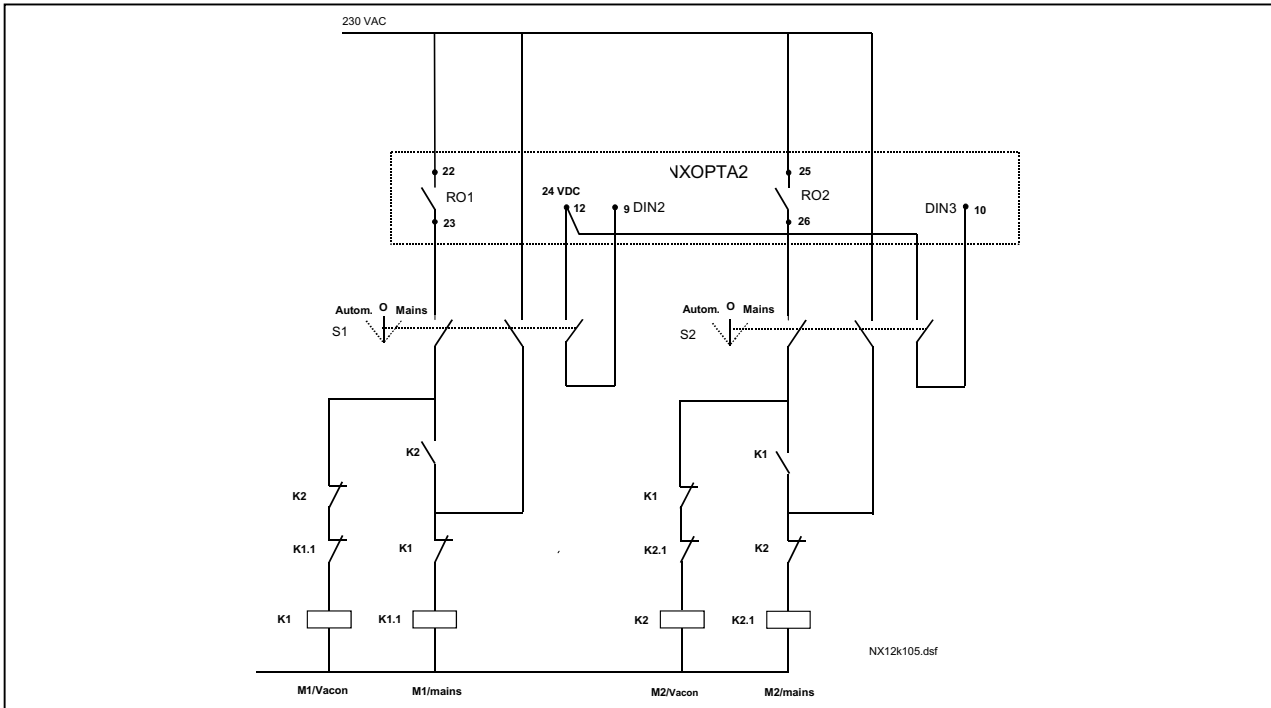 230 VAC
22
RO1
23
24 VDC
12
9 DIN2
NXOPTA2
25
RO2
26
DIN3
10
Autom. O Mains
S1
Autom. O Mains
S2
K2
K1
K2
K1
K1.1
K1
K2.1
K2
K1
K1.1
K2
K2.1
NX12k105.dsf
M1/Vacon
M1/mains
M2/Vacon
M2/mains